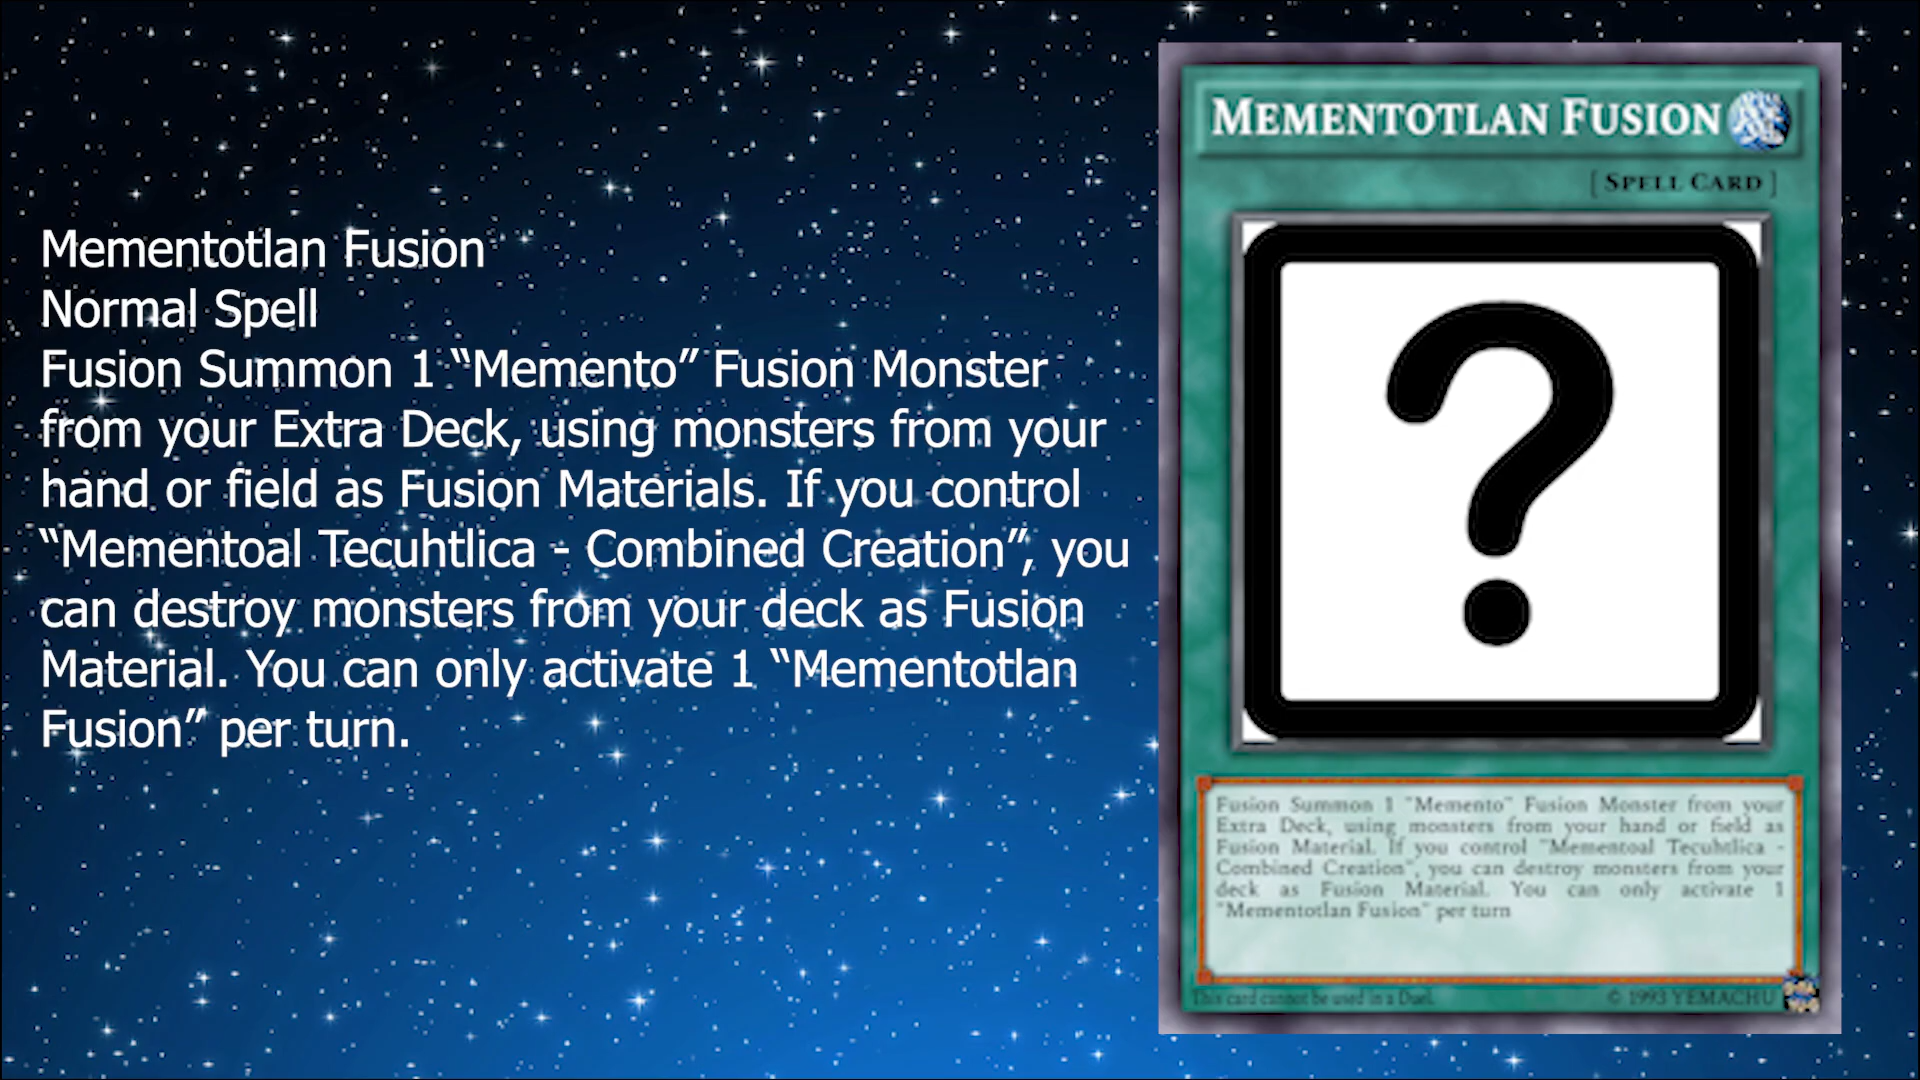 Mementotlan Fusion
Normal Spell
Fusion Summon 1 “Memento” Fusion Monster
from your Extra Deck, using monsters from your
hand or field as Fusion Materials. If you control
“Mementoal Tecuhtlica - Combined Creation”, you
can destroy monsters from your deck as Fusion
Material. You can only activate 1 “Mementotlan
Fusion” per turn.
MEMENTOTLAN FUSION
[SPELL CARD]
?
Fusion Summon 1 "Memento" Fusion Monster from your
Extra Deck, using monsters from your hand or field as
Fusion Material. If you control "Mementoal Tecuhtlica -
Combined Creation", you can destroy monsters from your
deck as Fusion Material. You can only activate 1
"Mementotlan Fusion" per turn
This card cannot be used in a Duel.
© 1993 YEMACHU